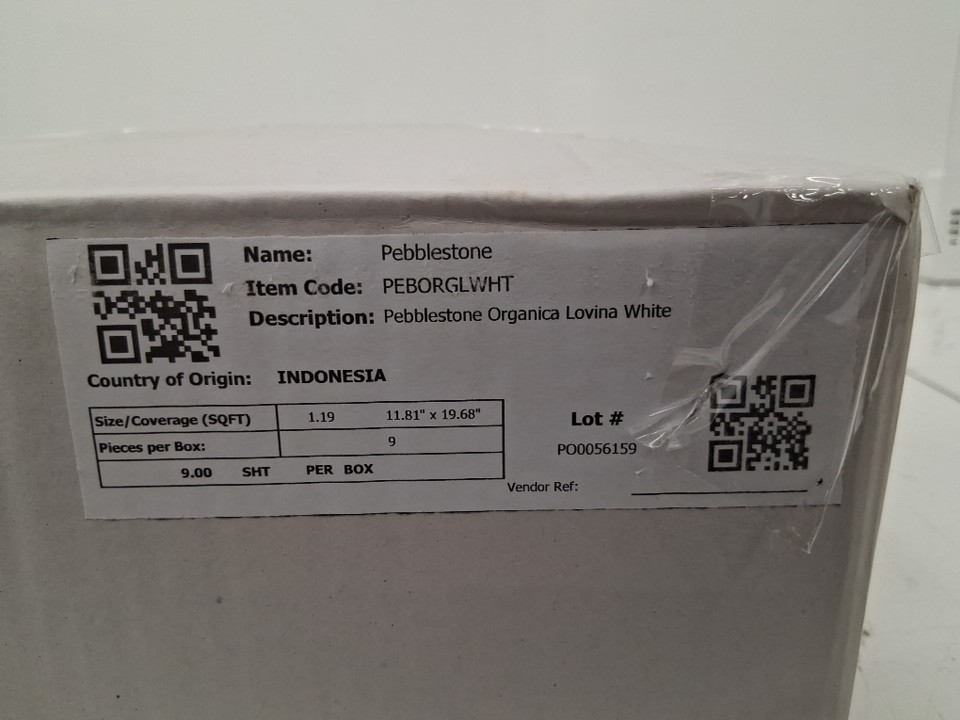 Name: Pebblestone
Item Code: PEBORGLWHT
Description: Pebblestone Organica Lovina White
Country of Origin: INDONESIA
Size/Coverage (SQFT) 1.19 11.81" x 19.68"
Pieces per Box: 9
9.00 SHT PER BOX
Lot #
PO0056159
Vendor Ref: